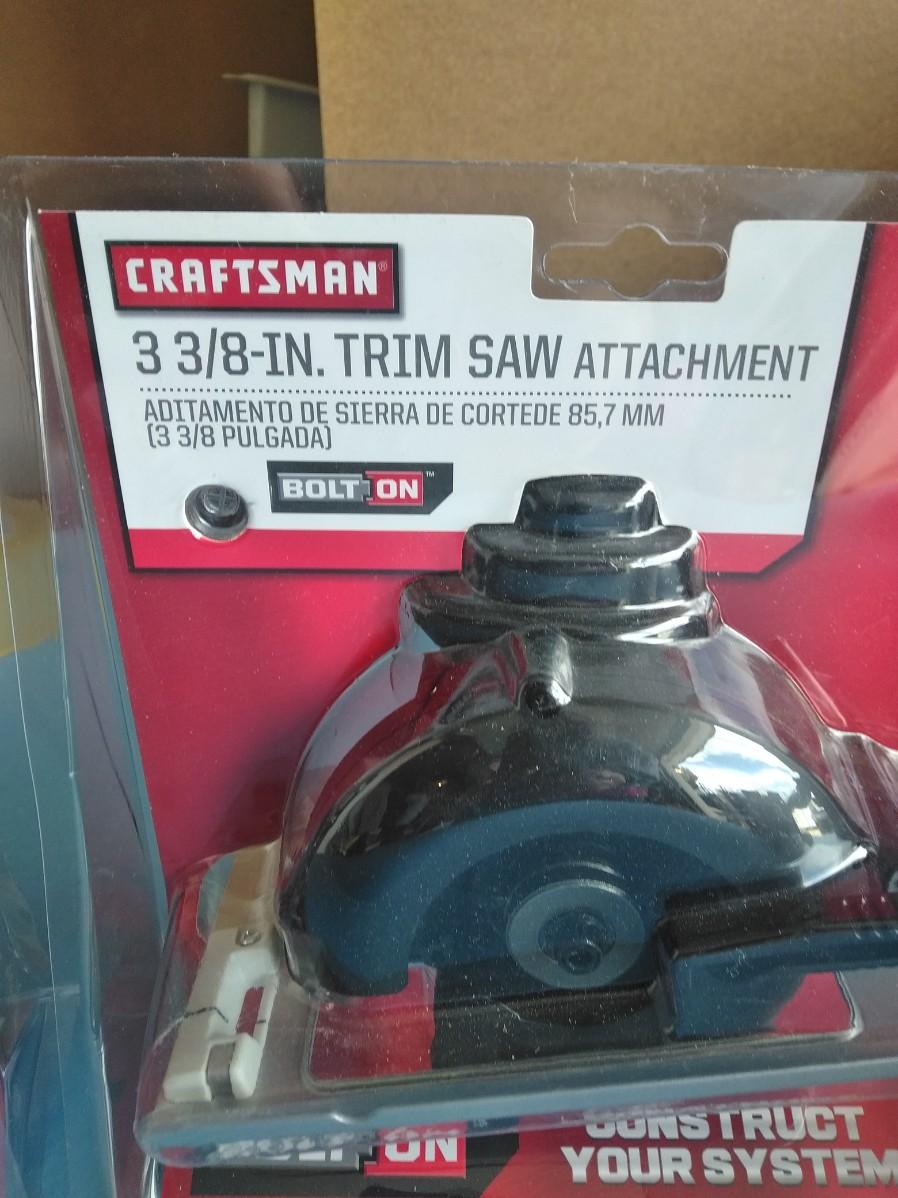 CRAFTSMAN®
3 3/8-IN. TRIM SAW ATTACHMENT
ADITAMENTO DE SIERRA DE CORTEDE 85,7 MM
(3 3/8 PULGADA)
BOLT ON™
BOLT ON
CONSTRUCT
YOUR SYSTEM